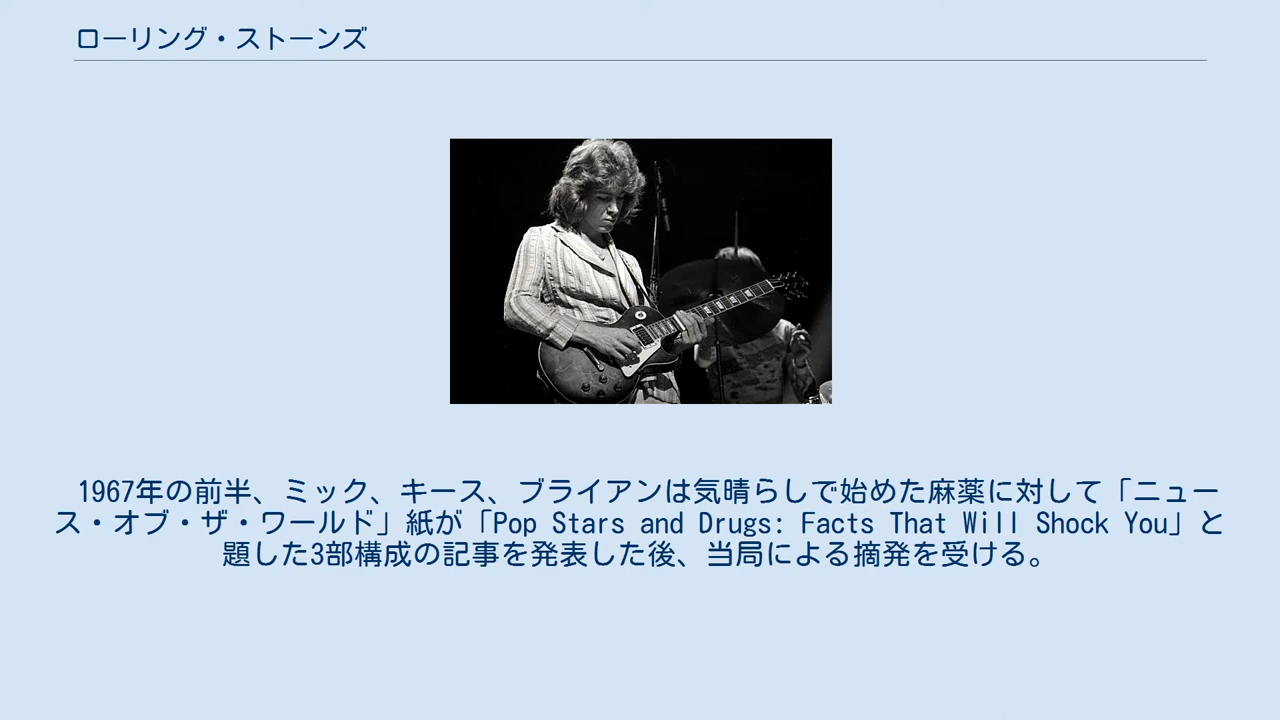 ローリング・ストーンズ
1967年の前半、ミック、キース、ブライアンは気晴らしで始めた麻薬に対して「ニュー
ス・オブ・ザ・ワールド」紙が「Pop Stars and Drugs: Facts That Will Shock You」と
題した3部構成の記事を発表した後、当局による摘発を受ける。